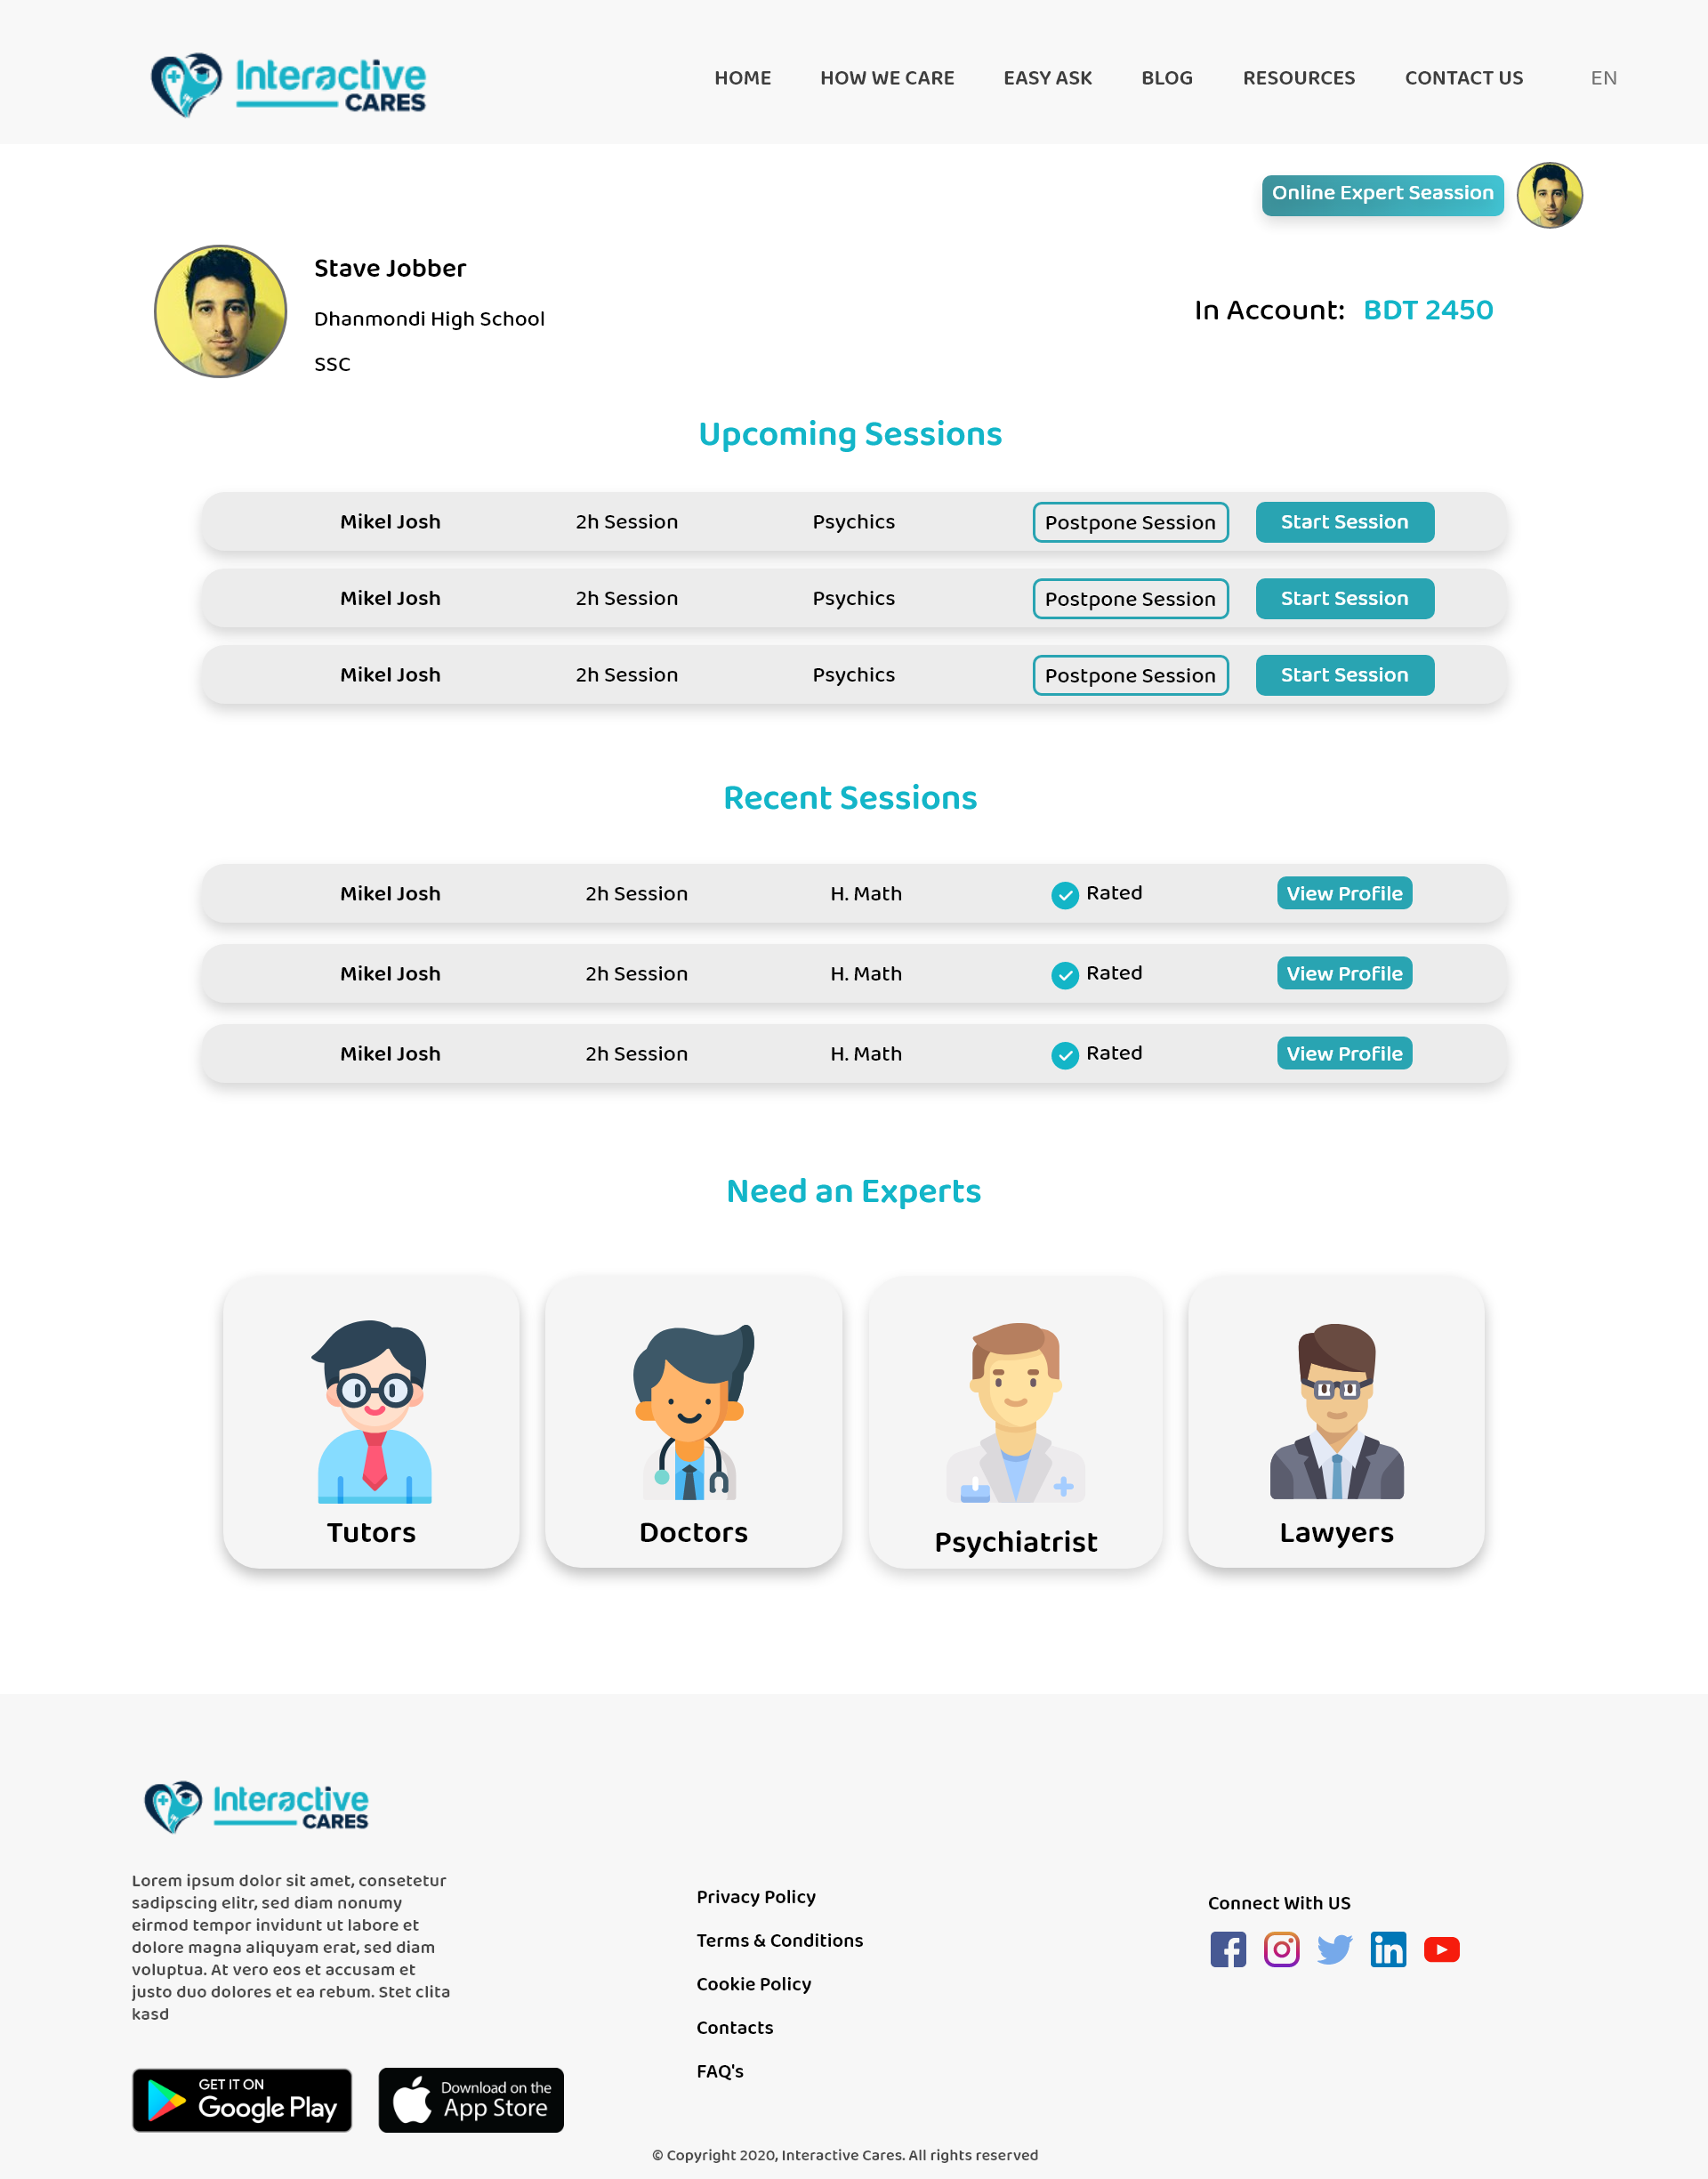 Interactive
CARES
HOME HOW WE CARE EASY ASK BLOG RESOURCES CONTACT US EN
Online Expert Seassion
Stave Jobber
Dhanmondi High School
SSC
In Account: BDT 2450
Upcoming Sessions
Mikel Josh 2h Session Psychics Postpone Session Start Session
Mikel Josh 2h Session Psychics Postpone Session Start Session
Mikel Josh 2h Session Psychics Postpone Session Start Session
Recent Sessions
Mikel Josh 2h Session H. Math Rated View Profile
Mikel Josh 2h Session H. Math Rated View Profile
Mikel Josh 2h Session H. Math Rated View Profile
Need an Experts
Tutors Doctors Psychiatrist Lawyers
Interactive
CARES
Lorem ipsum dolor sit amet, consetetur
sadipscing elitr, sed diam nonumy
eirmod tempor invidunt ut labore et
dolore magna aliquyam erat, sed diam
voluptua. At vero eos et accusam et
justo duo dolores et ea rebum. Stet clita
kasd
GET IT ON
Google Play
Download on the
App Store
Privacy Policy
Terms & Conditions
Cookie Policy
Contacts
FAQ's
Connect With US
in
© Copyright 2020, Interactive Cares. All rights reserved